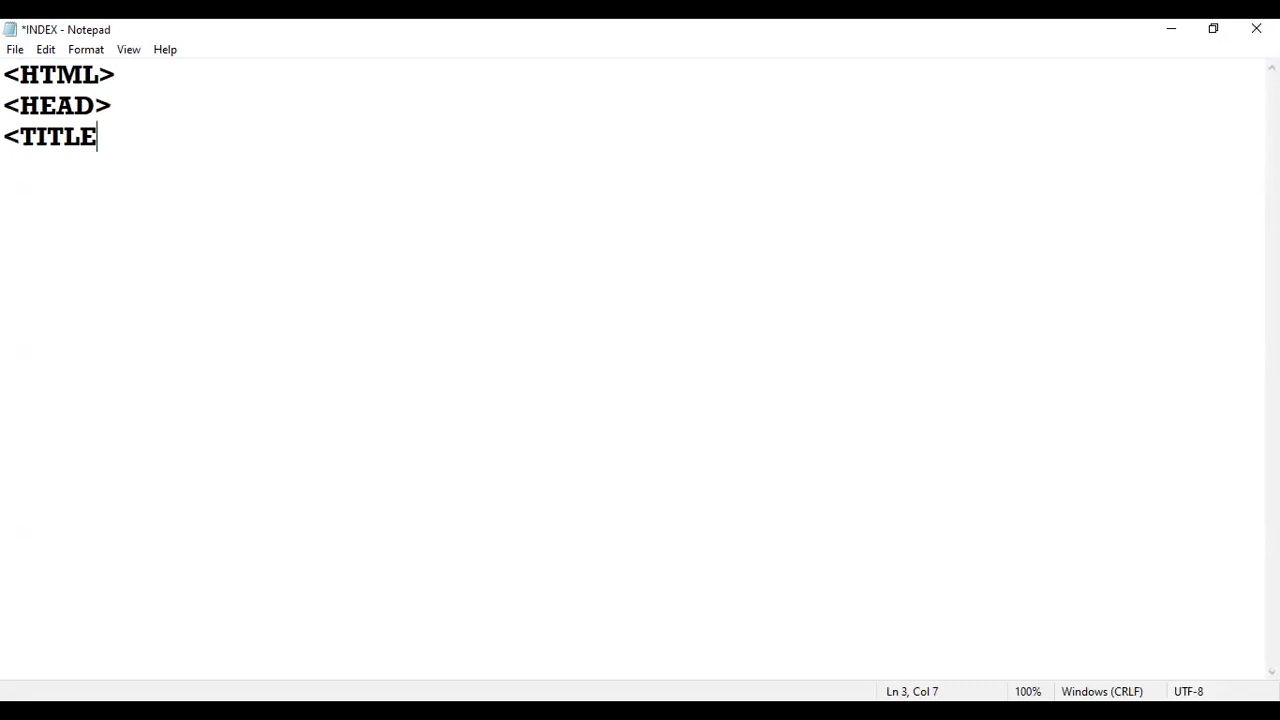 *INDEX - Notepad
File Edit Format View Help
<HTML>
<HEAD>
<TITLE
Ln 3, Col 7 100% Windows (CRLF) UTF-8